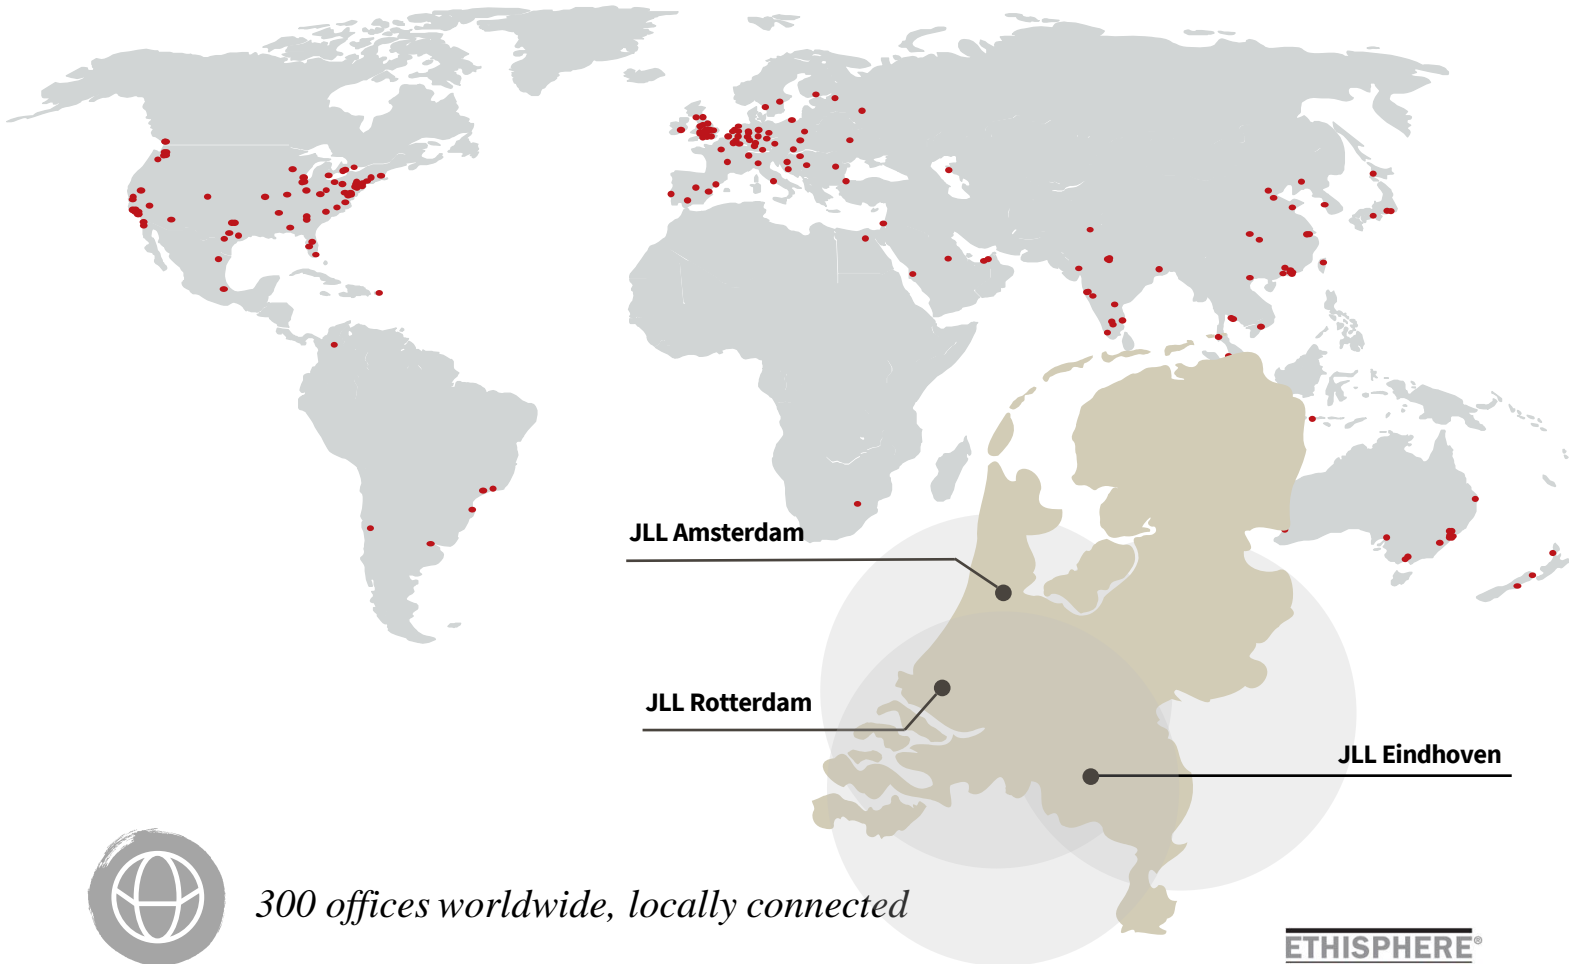 JLL Amsterdam
JLL Rotterdam
JLL Eindhoven
300 offices worldwide, locally connected
ETHISPHERE®